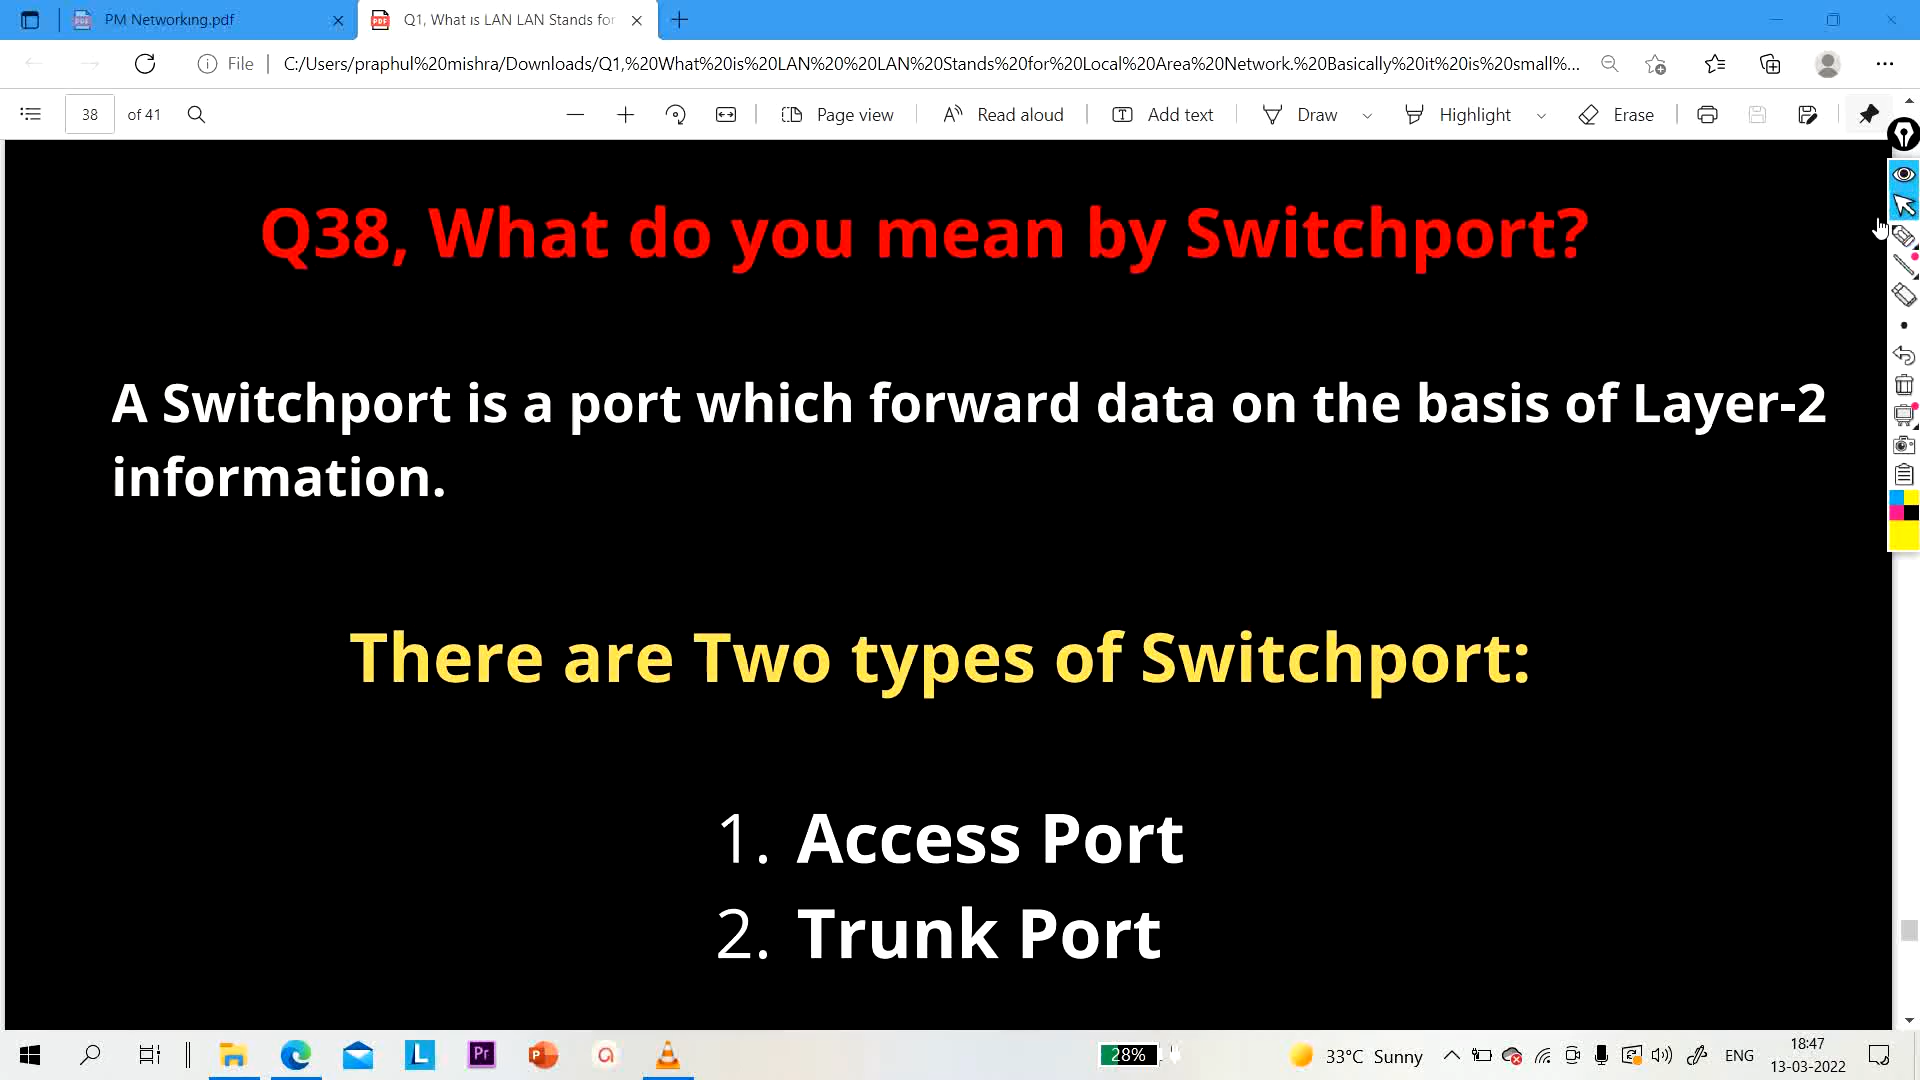 PM Networking.pdf
Q1, What is LAN LAN Stands for
File
C:/Users/praphul%20mishra/Downloads/Q1,%20What%20is%20LAN%20%20LAN%20Stands%20for%20Local%20Area%20Network.%20Basically%20it%20is%20small%...
38 of 41
Page view
Read aloud
Add text
Draw
Highlight
Erase
Q38, What do you mean by Switchport?
A Switchport is a port which forward data on the basis of Layer-2
information.
There are Two types of Switchport:
1. Access Port
2. Trunk Port
L
Pr
P
28%
33°C Sunny
ENG
18:47
13-03-2022